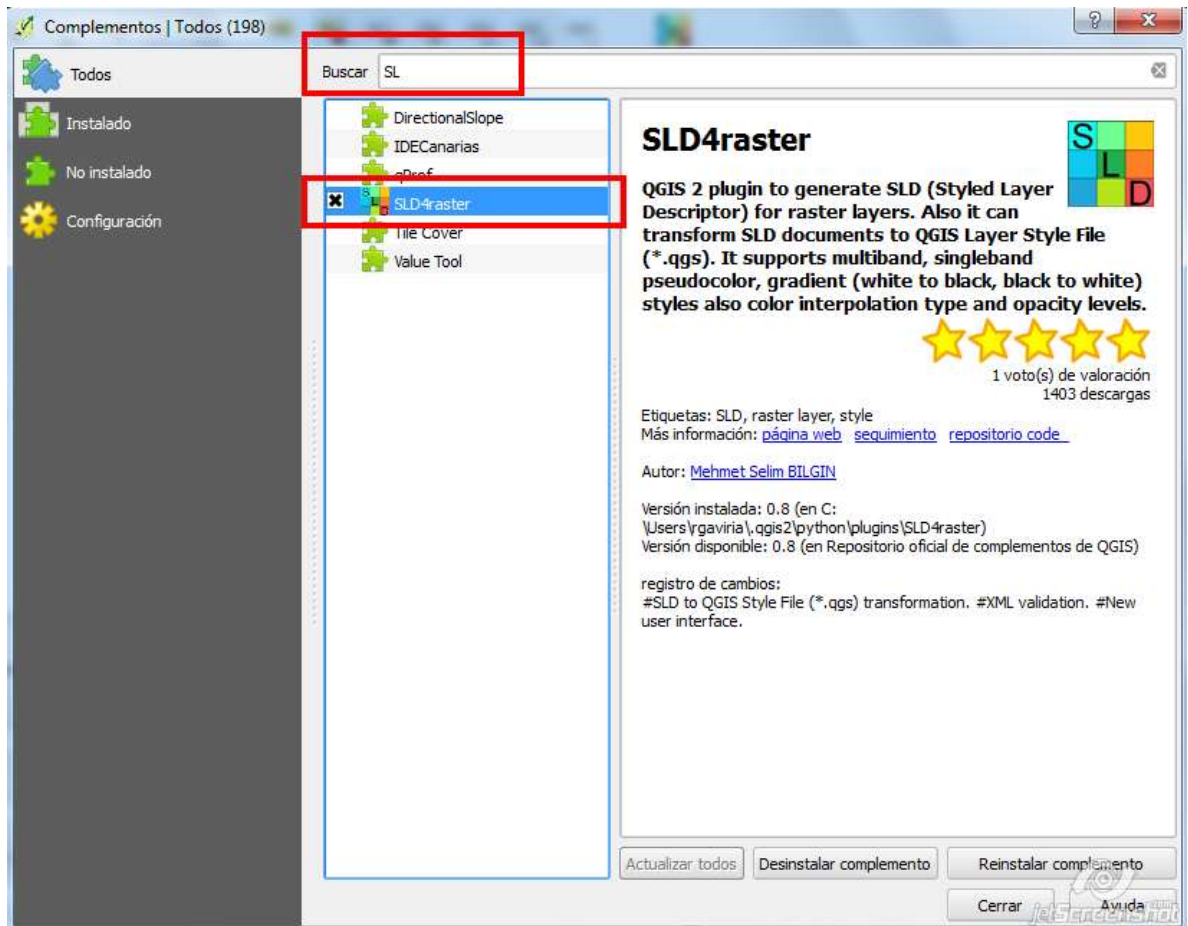 Complementos | Todos (198)
Todos
Instalado
No instalado
Configuración
Buscar SL
DirectionalSlope
IDECanarias
qProf
SLD4raster
Tile Cover
Value Tool
SLD4raster
S
L
D
QGIS 2 plugin to generate SLD (Styled Layer
Descriptor) for raster layers. Also it can
transform SLD documents to QGIS Layer Style File
(*.qgs). It supports multiband, singleband
pseudocolor, gradient (white to black, black to white)
styles also color interpolation type and opacity levels.
1 voto(s) de valoración
1403 descargas
Etiquetas: SLD, raster layer, style
Más información: página web seguimiento repositorio code
Autor: Mehmet Selim BILGIN
Versión instalada: 0.8 (en C:
\Users\rgaviria\.qgis2\python\plugins\SLD4raster)
Versión disponible: 0.8 (en Repositorio oficial de complementos de QGIS)
registro de cambios:
#SLD to QGIS Style File (*.qgs) transformation. #XML validation. #New
user interface.
Actualizar todos Desinstalar complemento Reinstalar complemento
Cerrar Ayuda
jetScreenshot